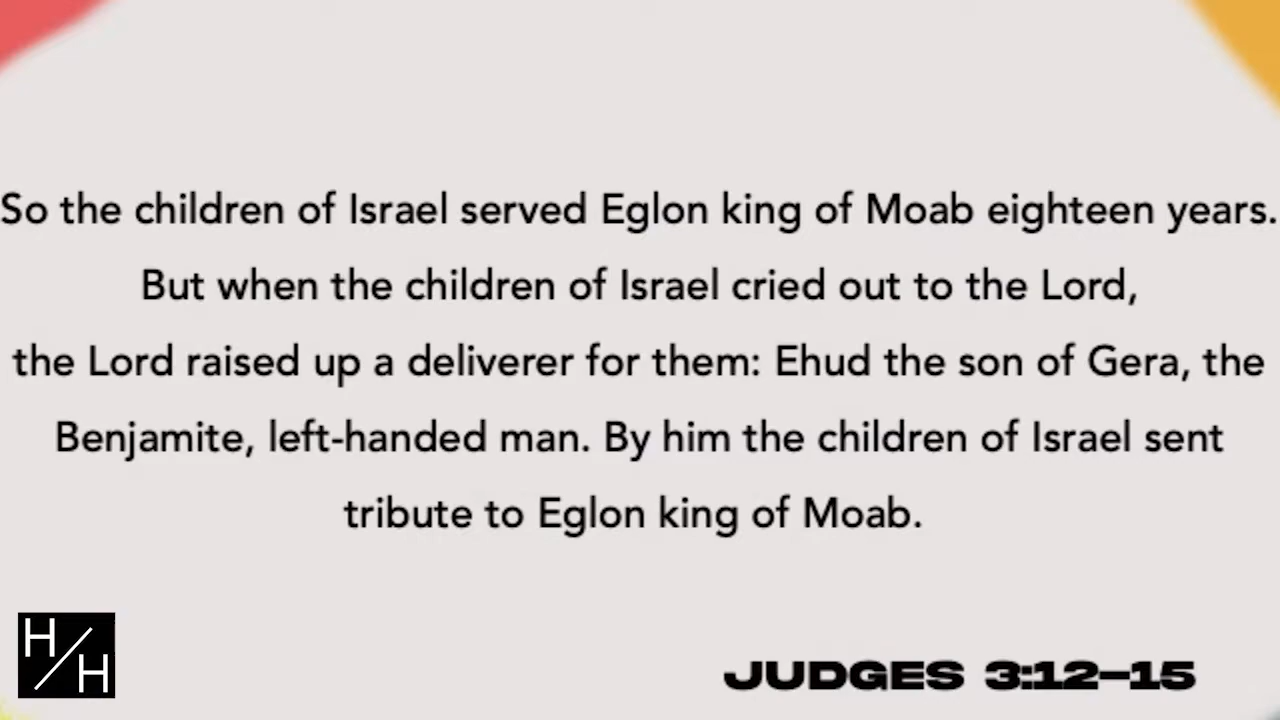 So the children of Israel served Eglon king of Moab eighteen years.
But when the children of Israel cried out to the Lord,
the Lord raised up a deliverer for them: Ehud the son of Gera, the
Benjamite, left-handed man. By him the children of Israel sent
tribute to Eglon king of Moab.
H/H
JUDGES 3:12–15